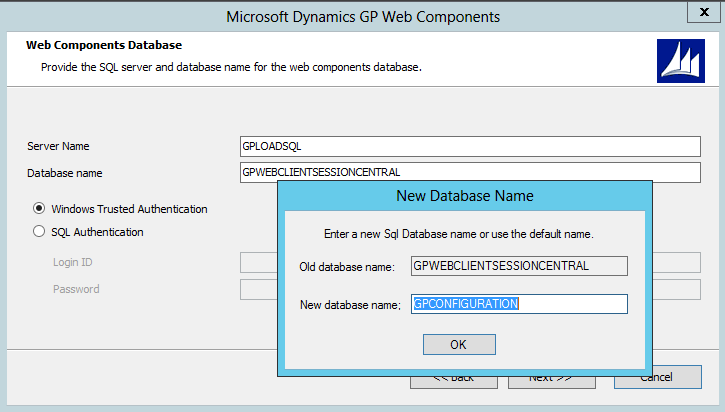 Microsoft Dynamics GP Web Components
x
Web Components Database
Provide the SQL server and database name for the web components database.
Server Name
GPLOADSQL
Database name
GPWEBCLIENTSESSIONCENTRAL
Windows Trusted Authentication
SQL Authentication
Login ID
Password
New Database Name
Enter a new Sql Database name or use the default name.
Old database name:
GPWEBCLIENTSESSIONCENTRAL
New database name;
GPCONFIGURATION
OK
<< Back
Next >>
Cancel